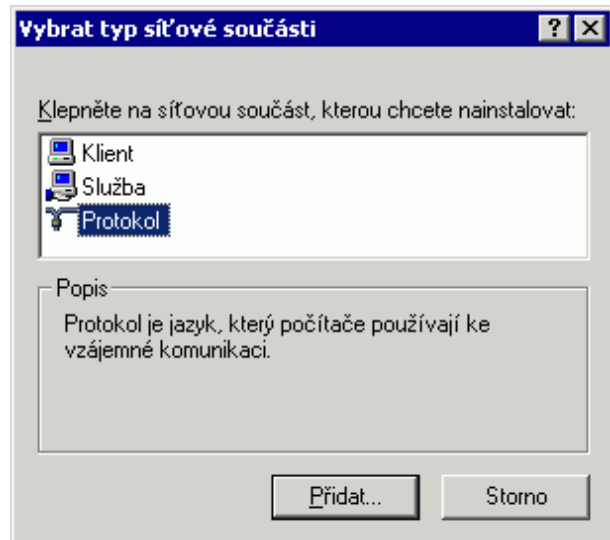 Vybrat typ síťové součásti
Klepněte na síťovou součást, kterou chcete nainstalovat:
Klient
Služba
Protokol
Popis
Protokol je jazyk, který počítače používají ke
vzájemné komunikaci.
Přidat... Storno